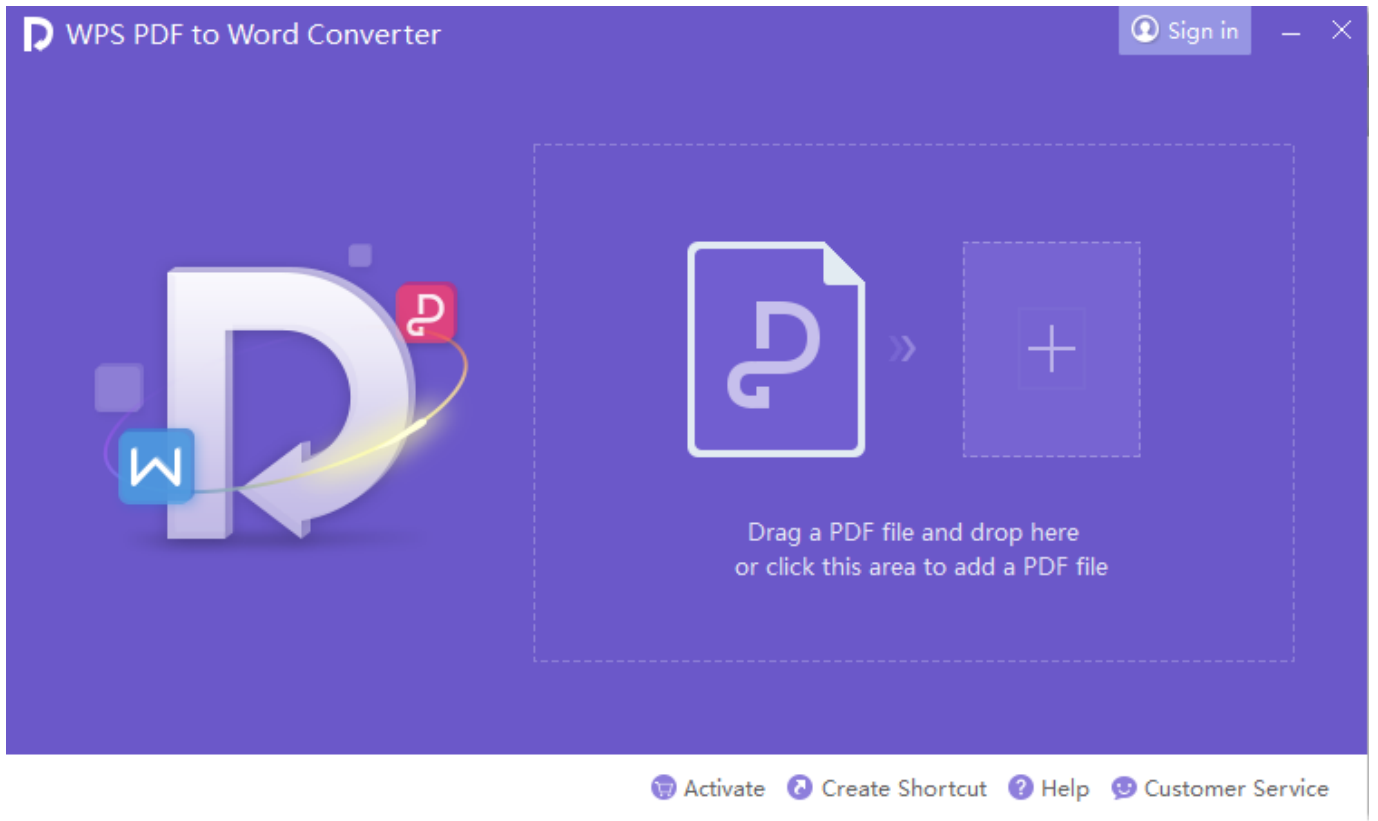 WPS PDF to Word Converter
Sign in
Drag a PDF file and drop here
or click this area to add a PDF file
Activate Create Shortcut Help Customer Service